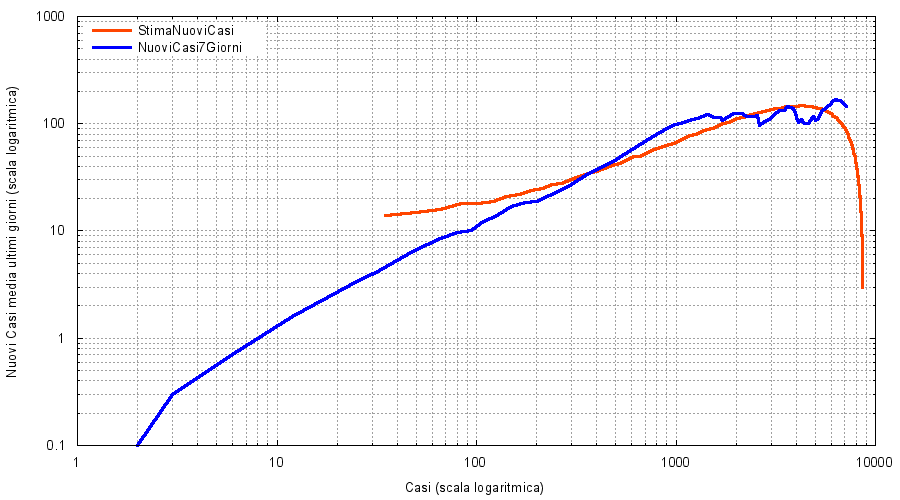 1000
StimaNuoviCasi
NuoviCasi7Giorni
100
10
1
0.1
Nuovi Casi media ultimi giorni (scala logaritmica)
1
10
100
1000
10000
Casi (scala logaritmica)